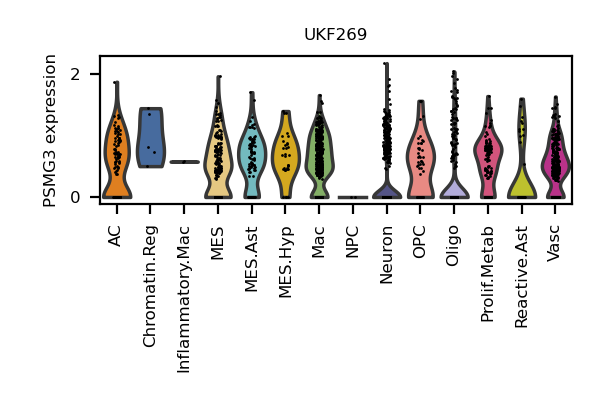 UKF269
PSMG3 expression
2
0
AC
Chromatin.Reg
Inflammatory.Mac
MES
MES.Ast
MES.Hyp
Mac
NPC
Neuron
OPC
Oligo
Prolif.Metab
Reactive.Ast
Vasc